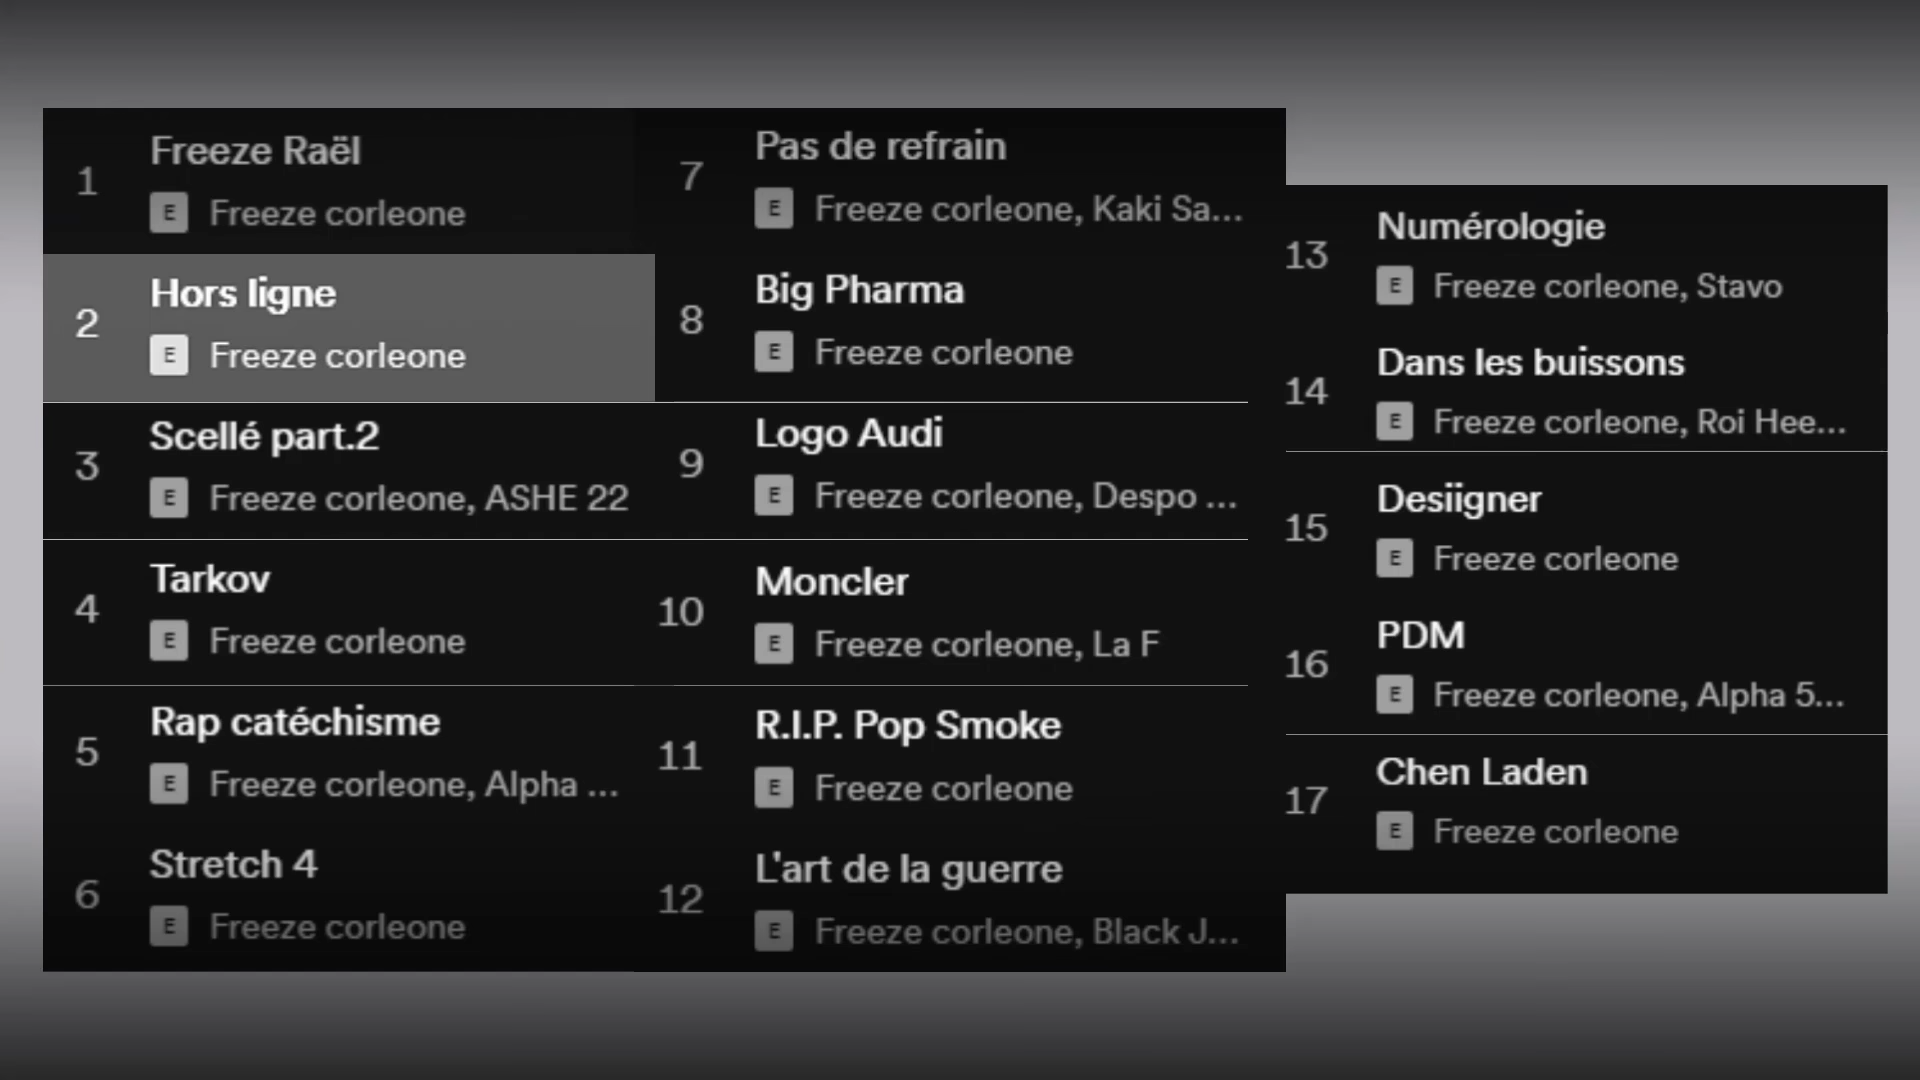 1
Freeze Raël
E Freeze corleone
2
Hors ligne
E Freeze corleone
3
Scellé part.2
E Freeze corleone, ASHE 22
4
Tarkov
E Freeze corleone
5
Rap catéchisme
E Freeze corleone, Alpha ...
6
Stretch 4
E Freeze corleone
7
Pas de refrain
E Freeze corleone, Kaki Sa...
8
Big Pharma
E Freeze corleone
9
Logo Audi
E Freeze corleone, Despo ...
10
Moncler
E Freeze corleone, La F
11
R.I.P. Pop Smoke
E Freeze corleone
12
L'art de la guerre
E Freeze corleone, Black J...
13
Numérologie
E Freeze corleone, Stavo
14
Dans les buissons
E Freeze corleone, Roi Hee...
15
Desiigner
E Freeze corleone
16
PDM
E Freeze corleone, Alpha 5...
17
Chen Laden
E Freeze corleone